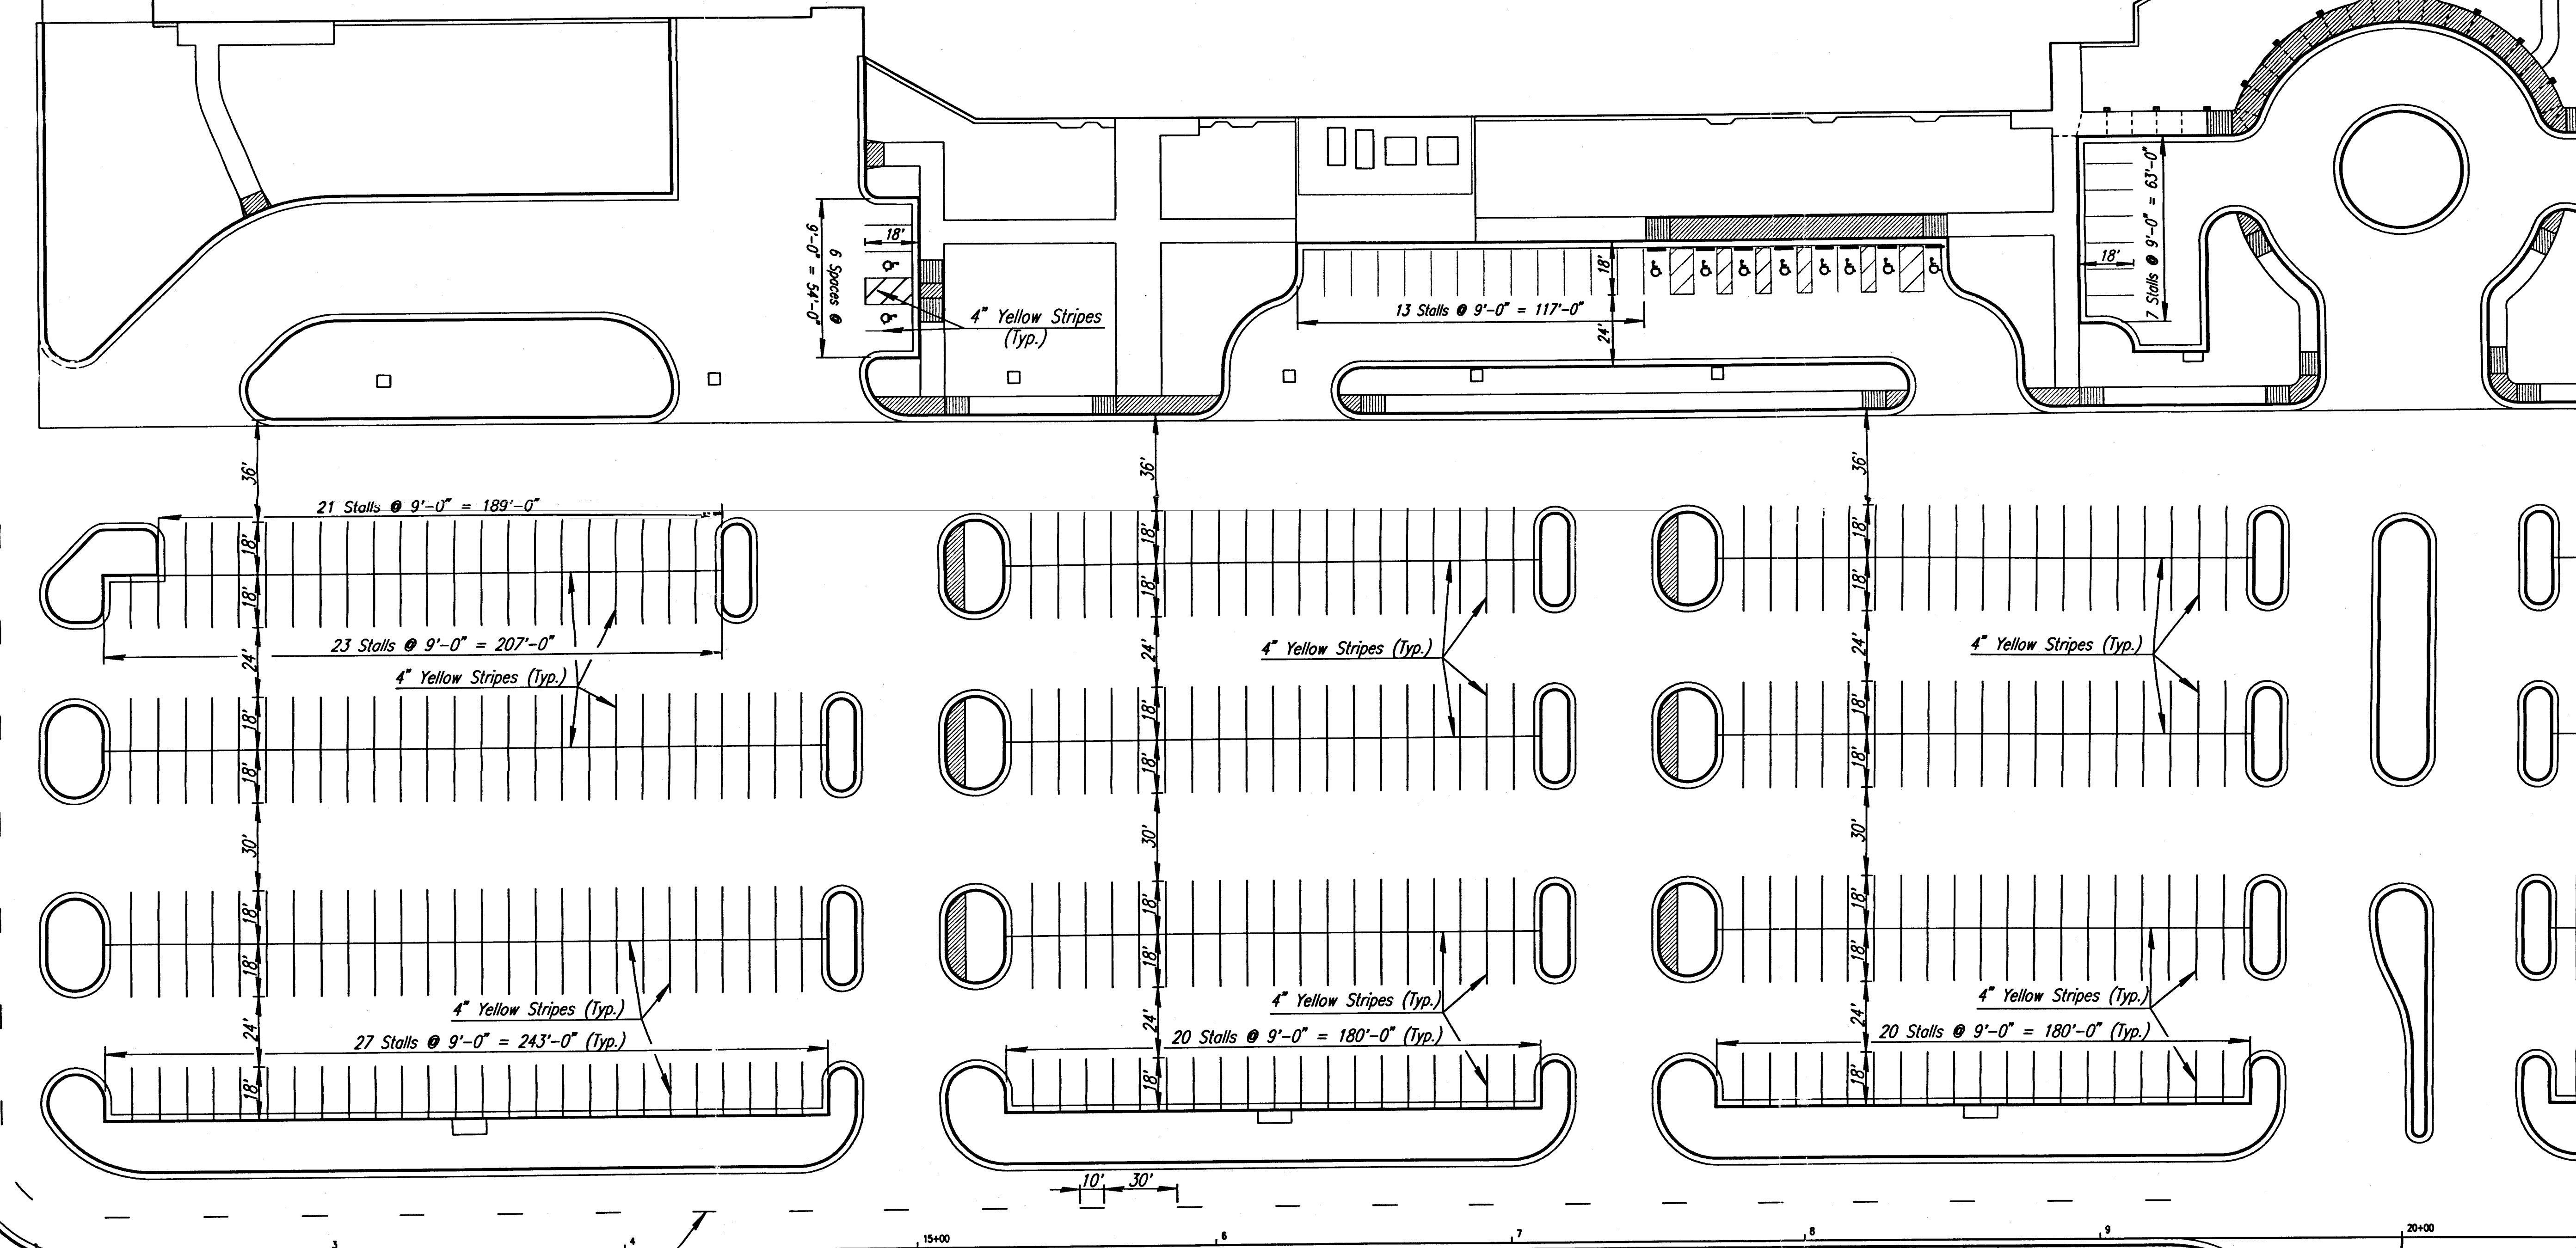 6 Spaces @
9'-0" = 54'-0"
18'
4" Yellow Stripes
(Typ.)
18'
13 Stalls @ 9'-0" = 117'-0"
24'
7 Stalls @ 9'-0" = 63'-0"
18'
36'
36'
36'
21 Stalls @ 9'-0" = 189'-0"
18'
18'
18'
18'
18'
18'
23 Stalls @ 9'-0" = 207'-0"
24'
24'
24'
4" Yellow Stripes (Typ.)
4" Yellow Stripes (Typ.)
4" Yellow Stripes (Typ.)
18'
18'
18'
18'
18'
18'
30'
30'
30'
18'
18'
18'
18'
18'
18'
4" Yellow Stripes (Typ.)
4" Yellow Stripes (Typ.)
4" Yellow Stripes (Typ.)
24'
24'
24'
27 Stalls @ 9'-0" = 243'-0" (Typ.)
20 Stalls @ 9'-0" = 180'-0" (Typ.)
20 Stalls @ 9'-0" = 180'-0" (Typ.)
18'
18'
18'
10' 30'
3
4
15+00
6
7
8
9
20+00